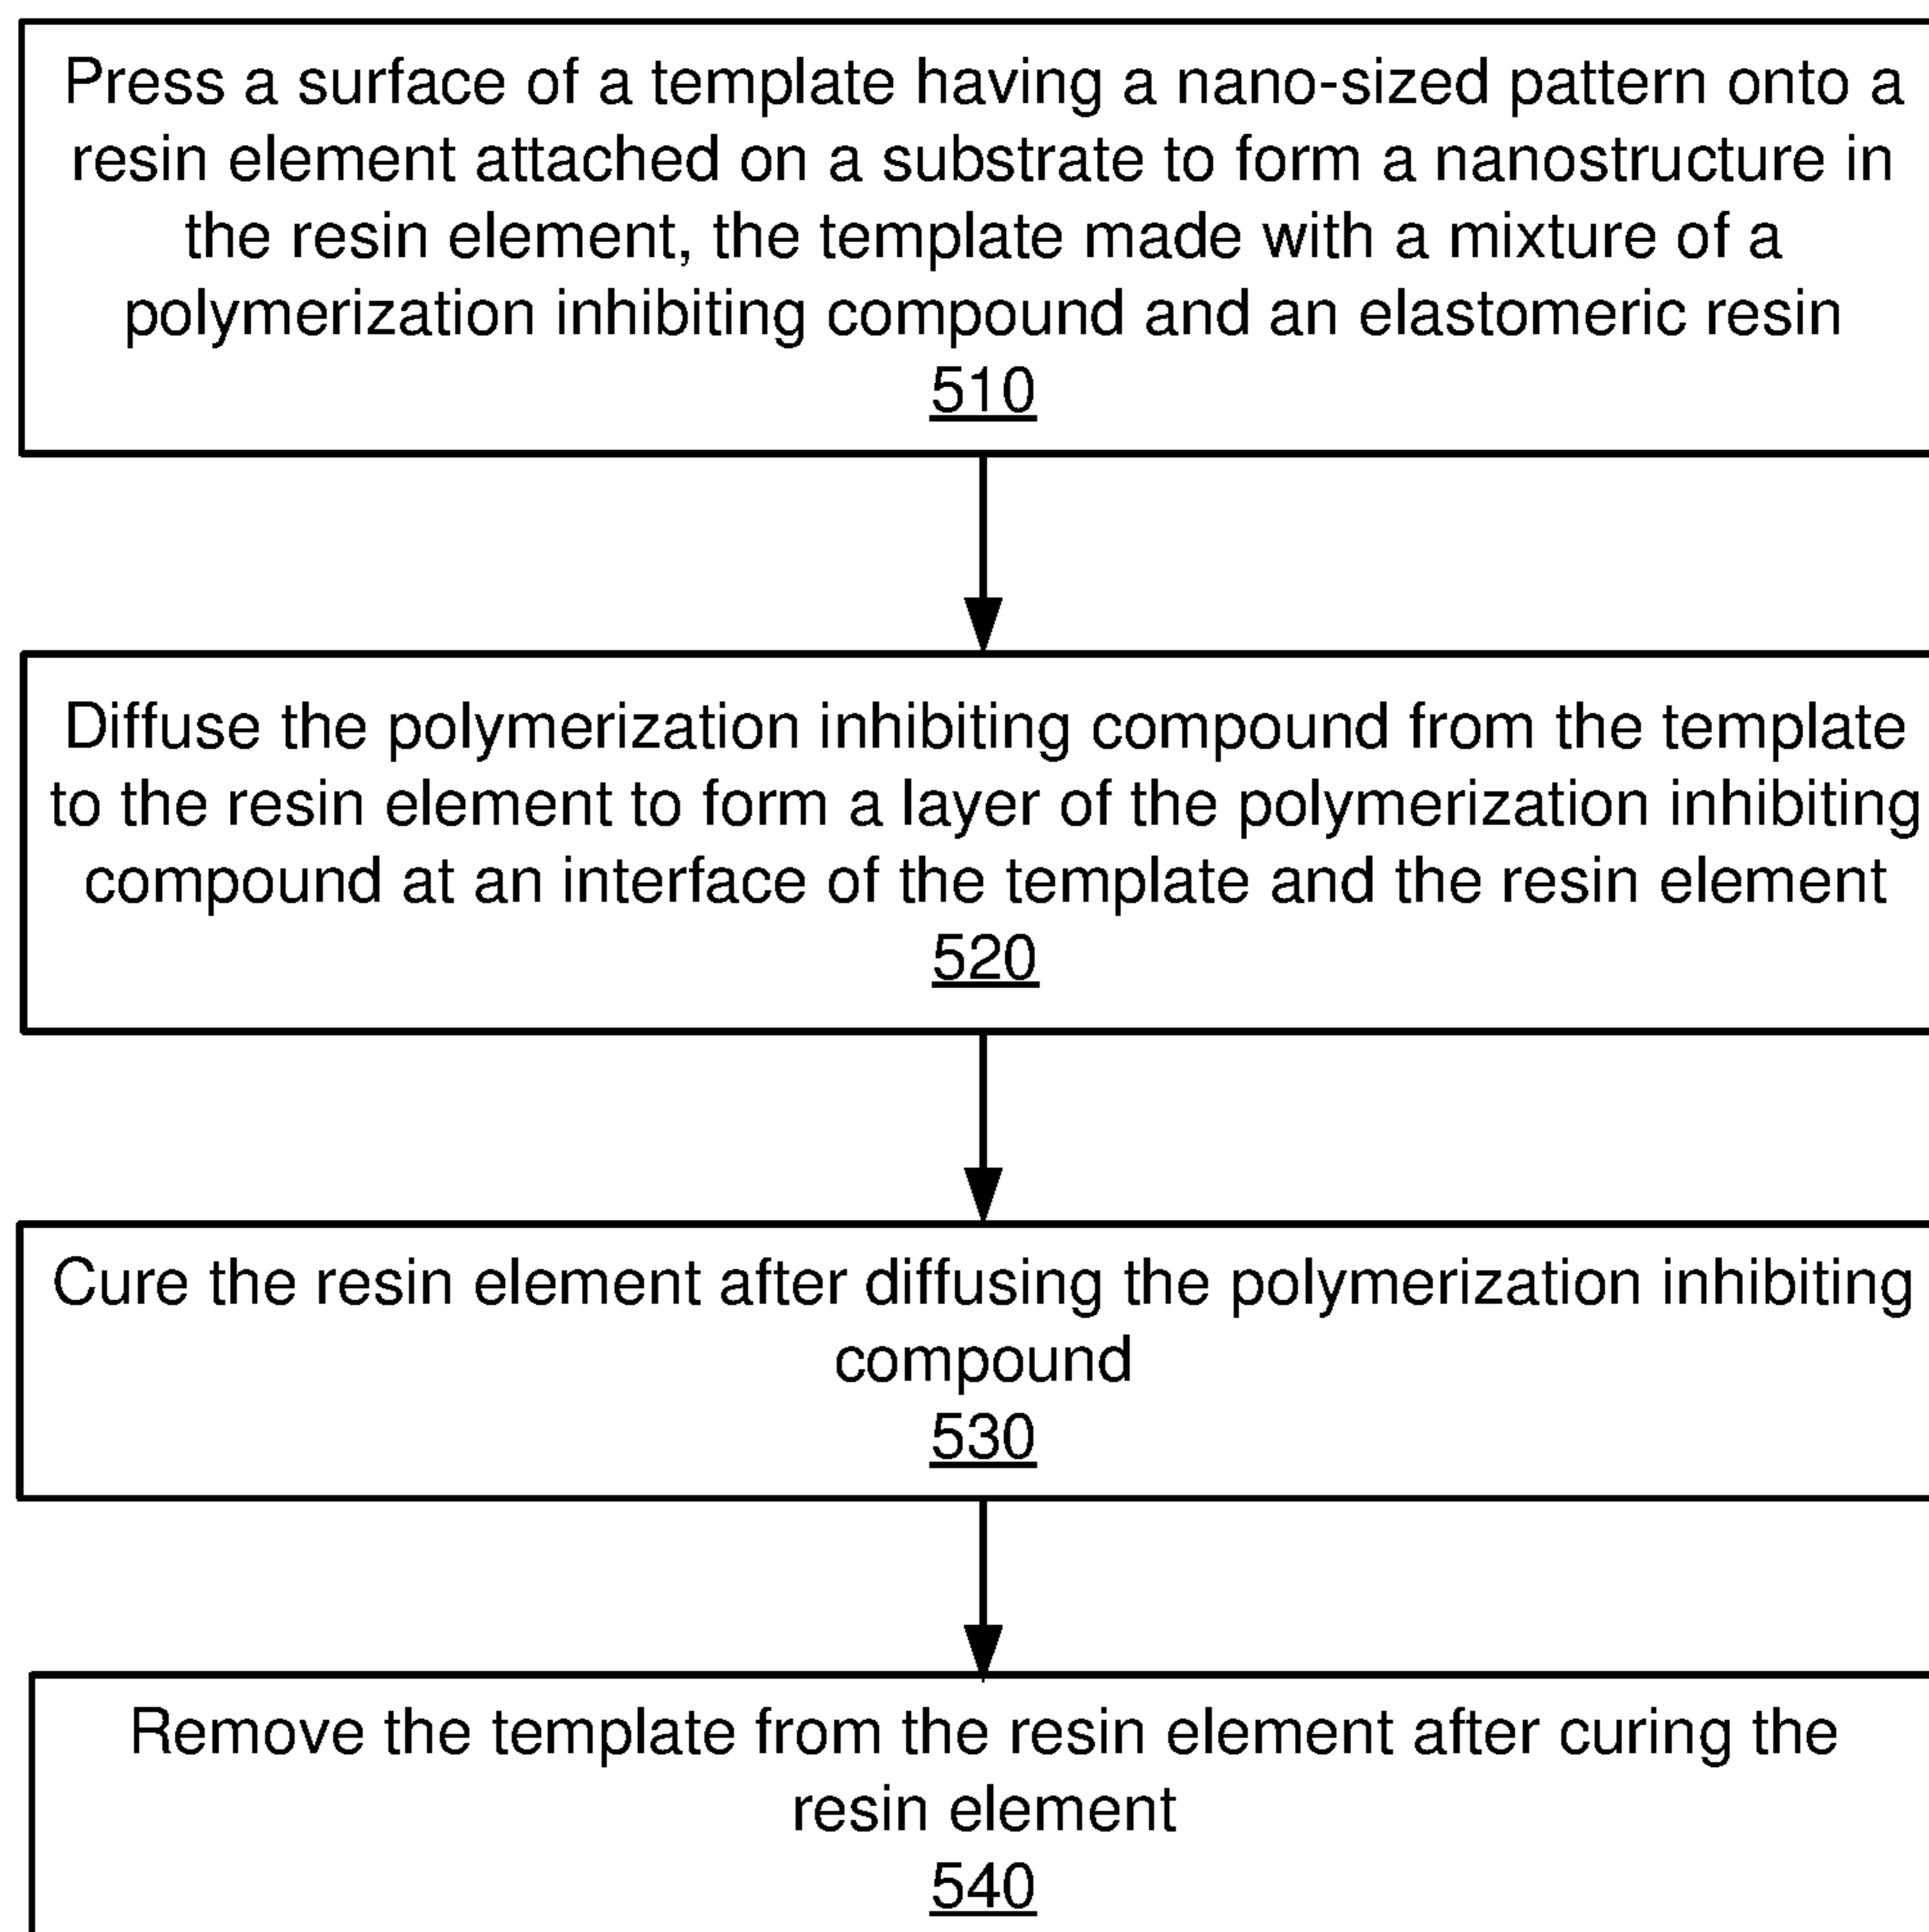 Press a surface of a template having a nano-sized pattern onto a
resin element attached on a substrate to form a nanostructure in
the resin element, the template made with a mixture of a
polymerization inhibiting compound and an elastomeric resin
510
Diffuse the polymerization inhibiting compound from the template
to the resin element to form a layer of the polymerization inhibiting
compound at an interface of the template and the resin element
520
Cure the resin element after diffusing the polymerization inhibiting
compound
530
Remove the template from the resin element after curing the
resin element
540